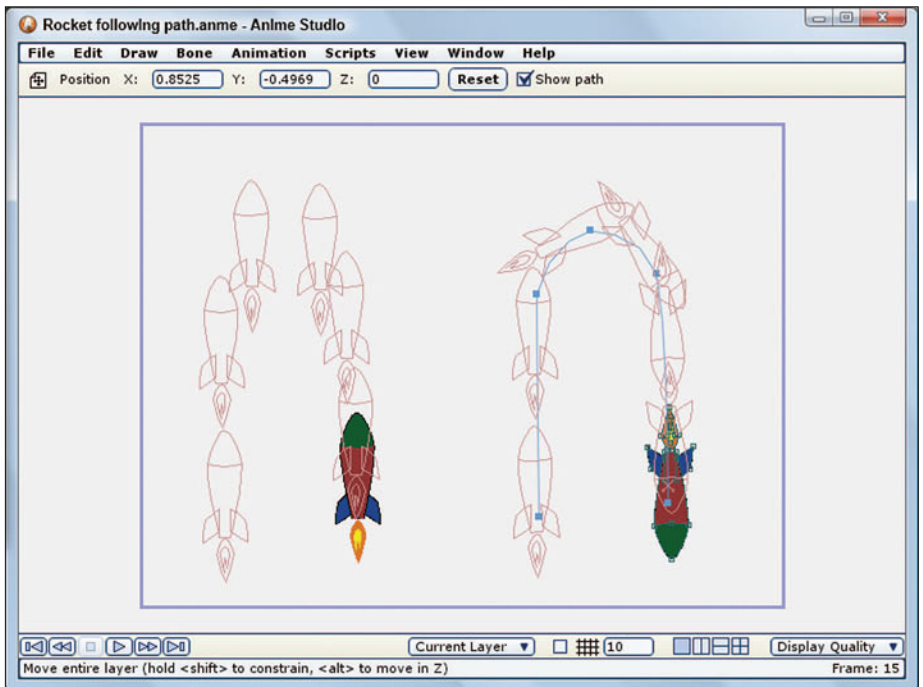 Rocket following path.anme - Anime Studio
File Edit Draw Bone Animation Scripts View Window Help
Position X: 0.8525 Y: -0.4969 Z: 0 Reset Show path
Current Layer 10 Display Quality
Move entire layer (hold <shift> to constrain, <alt> to move in Z) Frame: 15